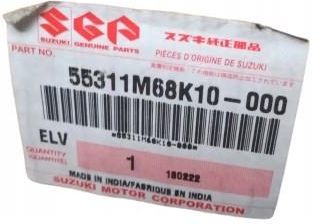 SGP スズキ純正部品
SUZUKI GENUINE PARTS PIÈCES D'ORIGINE DE SUZUKI
PART NO.
55311M68K10-000
ELV *55311M68K10-000*
QUANTITY 1 180222
QUANTITÉ
MADE IN INDIA/FABRIQUÉ EN INDIA
SUZUKI MOTOR CORPORATION